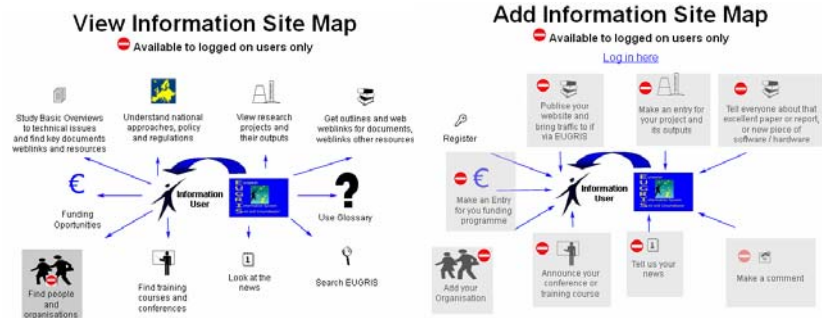 View Information Site Map
Available to logged on users only
Study Basic Overviews
to technical issues
and find key documents
weblinks and resources
Understand national
approaches, policy
and regulations
View research
projects and
their outputs
Get outlines and web
weblinks for documents,
weblinks other resources
€
Funding
Oportunities
Information
User
EUGRIS
?
Use Glossary
Find people
and
organisations
Find training
courses and
conferences
Look at the
news
Search EUGRIS
Add Information Site Map
Available to logged on users only
Log in here
Register
Publise your
website and
bring traffic to it
via EUGRIS
Make an entry
for your project
and its outputs
Tell everyone about that
excellent paper or report,
or new piece of
software / hardware
€
Make an Entry
for you funding
programme
Information
User
EUGRIS
Add your
Organisation
Announce your
conference or
training course
Tell us your
news
Make a comment